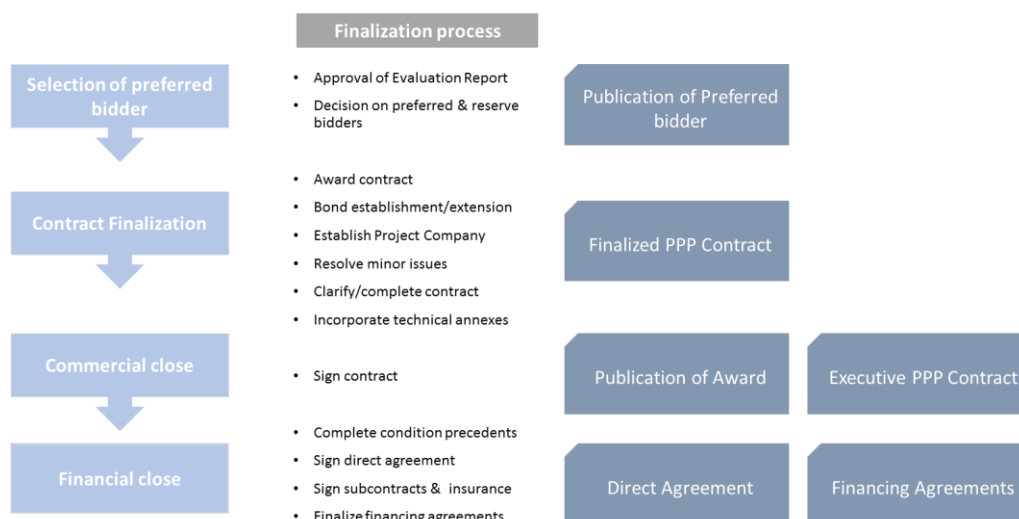 Finalization process
Selection of preferred
bidder
• Approval of Evaluation Report
• Decision on preferred & reserve
bidders
Publication of Preferred
bidder
Contract Finalization
• Award contract
• Bond establishment/extension
• Establish Project Company
• Resolve minor issues
• Clarify/complete contract
• Incorporate technical annexes
Finalized PPP Contract
Commercial close
• Sign contract
Publication of Award
Executive PPP Contract
Financial close
• Complete condition precedents
• Sign direct agreement
• Sign subcontracts & insurance
• Finalize financing agreements
Direct Agreement
Financing Agreements